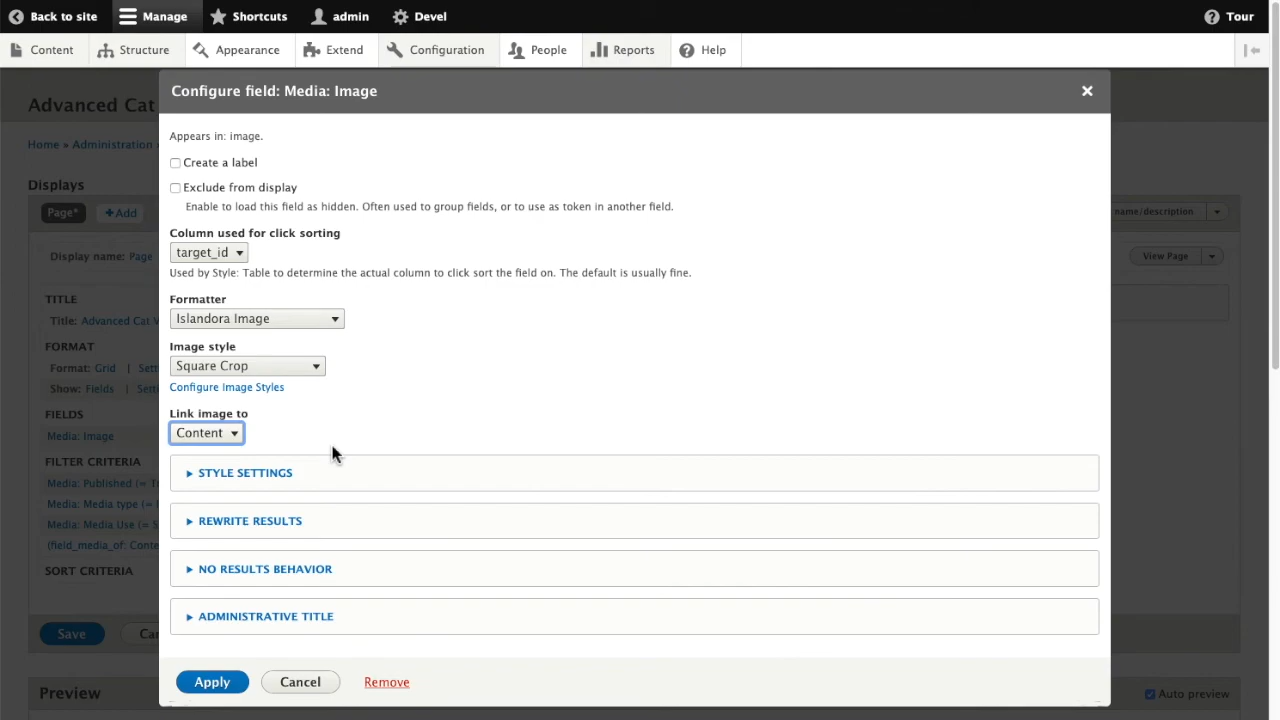 Back to site Manage Shortcuts admin Devel Tour
Content Structure Appearance Extend Configuration People Reports Help
Configure field: Media: Image
Advanced Cat
Appears in: image.
Home » Administration
Create a label
Displays
Exclude from display
Enable to load this field as hidden. Often used to group fields, or to use as token in another field.
Page* +Add name/description
Column used for click sorting
target_id
Display name: Page View Page
Used by Style: Table to determine the actual column to click sort the field on. The default is usually fine.
TITLE
Formatter
Title: Advanced Cat
Islandora Image
FORMAT
Image style
Format: Grid |
Square Crop
Show: Fields |
Configure Image Styles
FIELDS
Link image to
Media: Image
Content
FILTER CRITERIA
STYLE SETTINGS
Media: Published (=
Media: Media type (=
REWRITE RESULTS
Media: Media Use (=
(field_media_of:
NO RESULTS BEHAVIOR
SORT CRITERIA
ADMINISTRATIVE TITLE
Save
Apply Cancel Remove
Preview Auto preview